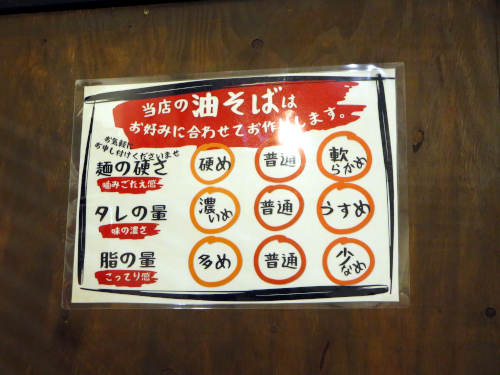 当店の油そばは
お好みに合わせてお作りします。
お気軽に
お申し付けくださいませ
麺の硬さ 硬め 普通 軟らかめ
噛みごたえ感
タレの量 濃いめ 普通 うすめ
味の濃さ
脂の量 多め 普通 少なめ
こってり感